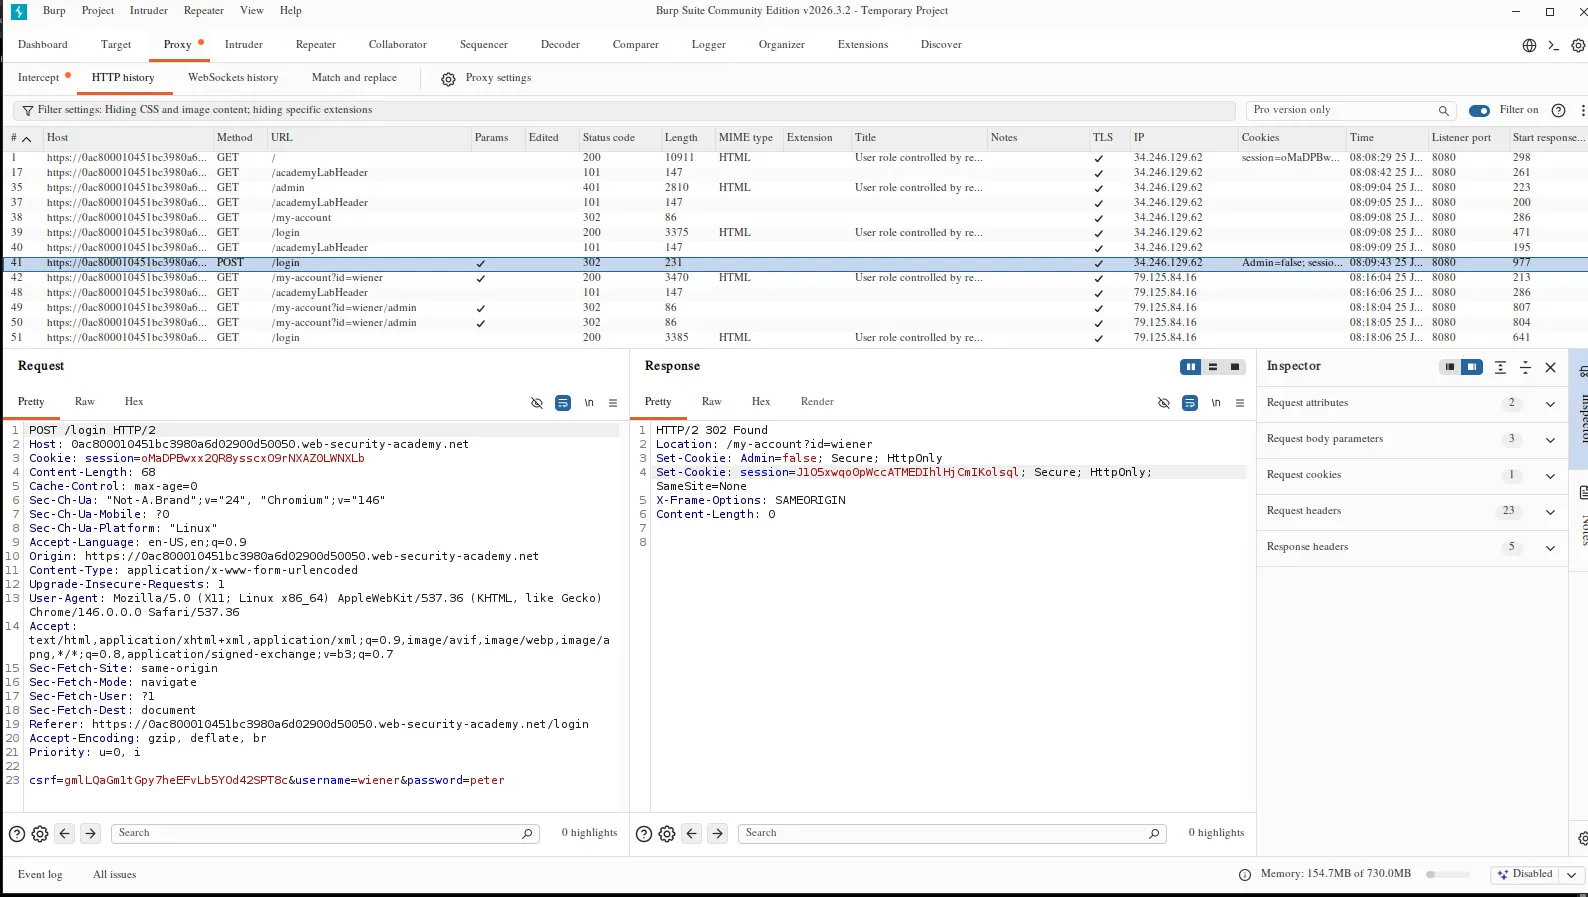 Burp Project Intruder Repeater View Help Burp Suite Community Edition v2026.3.2 - Temporary Project
Dashboard Target Proxy Intruder Repeater Collaborator Sequencer Decoder Comparer Logger Organizer Extensions Discover
Intercept HTTP history WebSockets history Match and replace Proxy settings
Filter settings: Hiding CSS and image content; hiding specific extensions Pro version only Filter on
# Host Method URL Params Edited Status code Length MIME type Extension Title Notes TLS IP Cookies Time Listener port Start response...
1 https://0ac800010451bc3980a6... GET / 200 10911 HTML User role controlled by re... ✓ 34.246.129.62 session=oMaDPBw... 08:08:29 25 J... 8080 298
17 https://0ac800010451bc3980a6... GET /academyLabHeader 101 147 ✓ 34.246.129.62 08:08:42 25 J... 8080 261
35 https://0ac800010451bc3980a6... GET /admin 401 2810 HTML User role controlled by re... ✓ 34.246.129.62 08:09:04 25 J... 8080 223
37 https://0ac800010451bc3980a6... GET /academyLabHeader 101 147 ✓ 34.246.129.62 08:09:05 25 J... 8080 200
38 https://0ac800010451bc3980a6... GET /my-account 302 86 ✓ 34.246.129.62 08:09:08 25 J... 8080 286
39 https://0ac800010451bc3980a6... GET /login 200 3375 HTML User role controlled by re... ✓ 34.246.129.62 08:09:08 25 J... 8080 471
40 https://0ac800010451bc3980a6... GET /academyLabHeader 101 147 ✓ 34.246.129.62 08:09:09 25 J... 8080 195
41 https://0ac800010451bc3980a6... POST /login ✓ 302 231 ✓ 34.246.129.62 Admin=false; sessio... 08:09:43 25 J... 8080 977
42 https://0ac800010451bc3980a6... GET /my-account?id=wiener ✓ 200 3470 HTML User role controlled by re... ✓ 79.125.84.16 08:16:04 25 J... 8080 213
48 https://0ac800010451bc3980a6... GET /academyLabHeader 101 147 ✓ 79.125.84.16 08:16:06 25 J... 8080 286
49 https://0ac800010451bc3980a6... GET /my-account?id=wiener/admin ✓ 302 86 ✓ 79.125.84.16 08:18:04 25 J... 8080 807
50 https://0ac800010451bc3980a6... GET /my-account?id=wiener/admin ✓ 302 86 ✓ 79.125.84.16 08:18:05 25 J... 8080 804
51 https://0ac800010451bc3980a6... GET /login 200 3385 HTML User role controlled by re... ✓ 79.125.84.16 08:18:06 25 J... 8080 641
Request
Pretty Raw Hex \n
1 POST /login HTTP/2
2 Host: 0ac800010451bc3980a6d02900d50050.web-security-academy.net
3 Cookie: session=oMaDPBwxx2QR8ysscxO9rNXAZ0LWNXLb
4 Content-Length: 68
5 Cache-Control: max-age=0
6 Sec-Ch-Ua: "Not-A.Brand";v="24", "Chromium";v="146"
7 Sec-Ch-Ua-Mobile: ?0
8 Sec-Ch-Ua-Platform: "Linux"
9 Accept-Language: en-US,en;q=0.9
10 Origin: https://0ac800010451bc3980a6d02900d50050.web-security-academy.net
11 Content-Type: application/x-www-form-urlencoded
12 Upgrade-Insecure-Requests: 1
13 User-Agent: Mozilla/5.0 (X11; Linux x86_64) AppleWebKit/537.36 (KHTML, like Gecko)
Chrome/146.0.0.0 Safari/537.36
14 Accept:
text/html,application/xhtml+xml,application/xml;q=0.9,image/avif,image/webp,image/a
png,*/*;q=0.8,application/signed-exchange;v=b3;q=0.7
15 Sec-Fetch-Site: same-origin
16 Sec-Fetch-Mode: navigate
17 Sec-Fetch-User: ?1
18 Sec-Fetch-Dest: document
19 Referer: https://0ac800010451bc3980a6d02900d50050.web-security-academy.net/login
20 Accept-Encoding: gzip, deflate, br
21 Priority: u=0, i
22
23 csrf=gmlLQaGm1tGpy7heEFvLb5YOd42SPT8c&username=wiener&password=peter
Search 0 highlights
Response
Pretty Raw Hex Render \n
1 HTTP/2 302 Found
2 Location: /my-account?id=wiener
3 Set-Cookie: Admin=false; Secure; HttpOnly
4 Set-Cookie: session=J1O5xwqo0pWccATMEDIhlHjCmIKolsql; Secure; HttpOnly;
SameSite=None
5 X-Frame-Options: SAMEORIGIN
6 Content-Length: 0
7
8
Search 0 highlights
Inspector
Request attributes 2
Request body parameters 3
Request cookies 1
Request headers 23
Response headers 5
Inspector
Notes
Event log All issues Memory: 154.7MB of 730.0MB Disabled